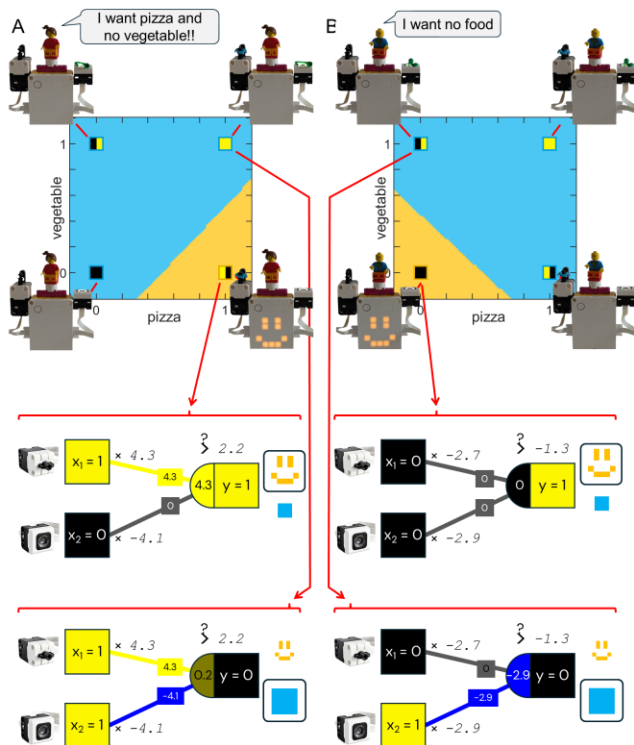 A
I want pizza and
no vegetable!!
B
I want no food
1
vegetable
0
0
pizza
1
1
vegetable
0
0
pizza
1
x₁ = 1
× 4.3
4.3
?
> 2.2
4.3
y = 1
0
x₂ = 0
× -4.1
x₁ = 0
× -2.7
0
?
> -1.3
0
y = 1
0
x₂ = 0
× -2.9
x₁ = 1
× 4.3
4.3
?
> 2.2
0.2
y = 0
-4.1
x₂ = 1
× -4.1
x₁ = 0
× -2.7
0
?
> -1.3
-2.9
y = 0
-2.9
x₂ = 1
× -2.9